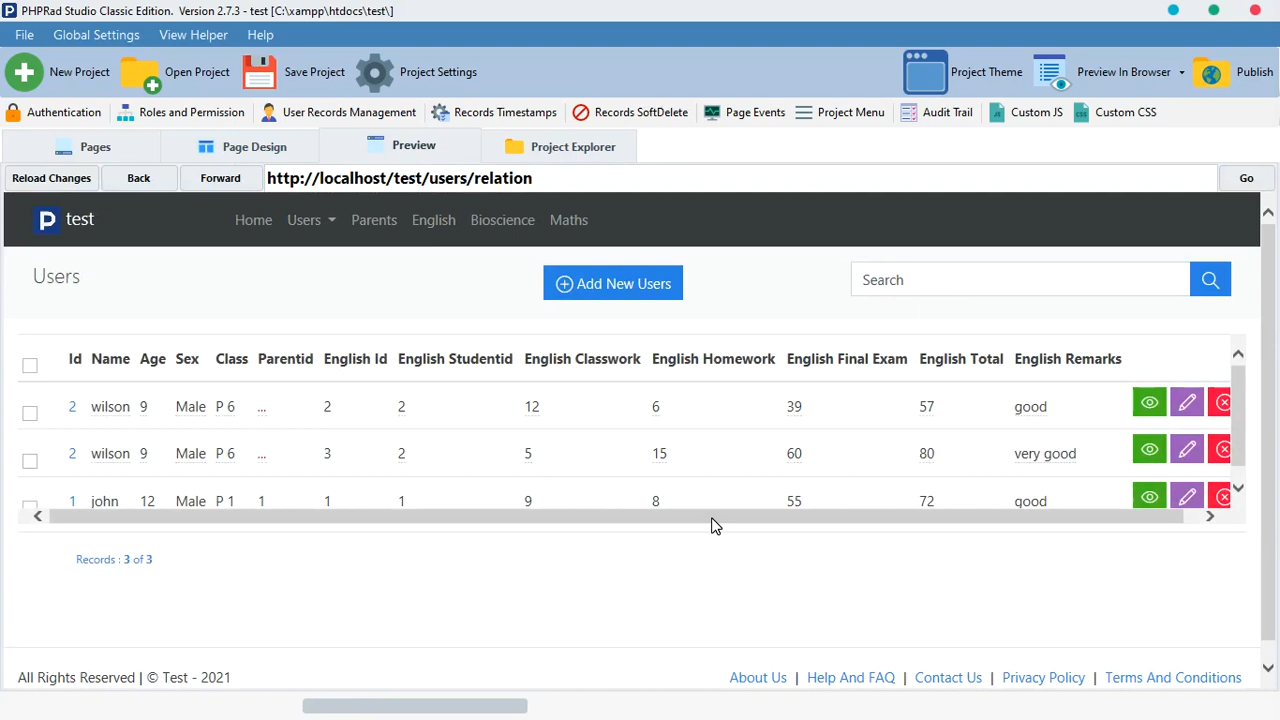 PHPRad Studio Classic Edition. Version 2.7.3 - test [C:\xampp\htdocs\test\]
File Global Settings View Helper Help
New Project Open Project Save Project Project Settings Project Theme Preview In Browser Publish
Authentication Roles and Permission User Records Management Records Timestamps Records SoftDelete Page Events Project Menu Audit Trail Custom JS Custom CSS
Pages Page Design Preview Project Explorer
Reload Changes Back Forward http://localhost/test/users/relation Go
P test Home Users Parents English Bioscience Maths
Users Add New Users Search
Id Name Age Sex Class Parentid English Id English Studentid English Classwork English Homework English Final Exam English Total English Remarks
2 wilson 9 Male P 6 ... 2 2 12 6 39 57 good
2 wilson 9 Male P 6 ... 3 2 5 15 60 80 very good
1 john 12 Male P 1 1 1 1 9 8 55 72 good
Records : 3 of 3
All Rights Reserved | © Test - 2021 About Us | Help And FAQ | Contact Us | Privacy Policy | Terms And Conditions